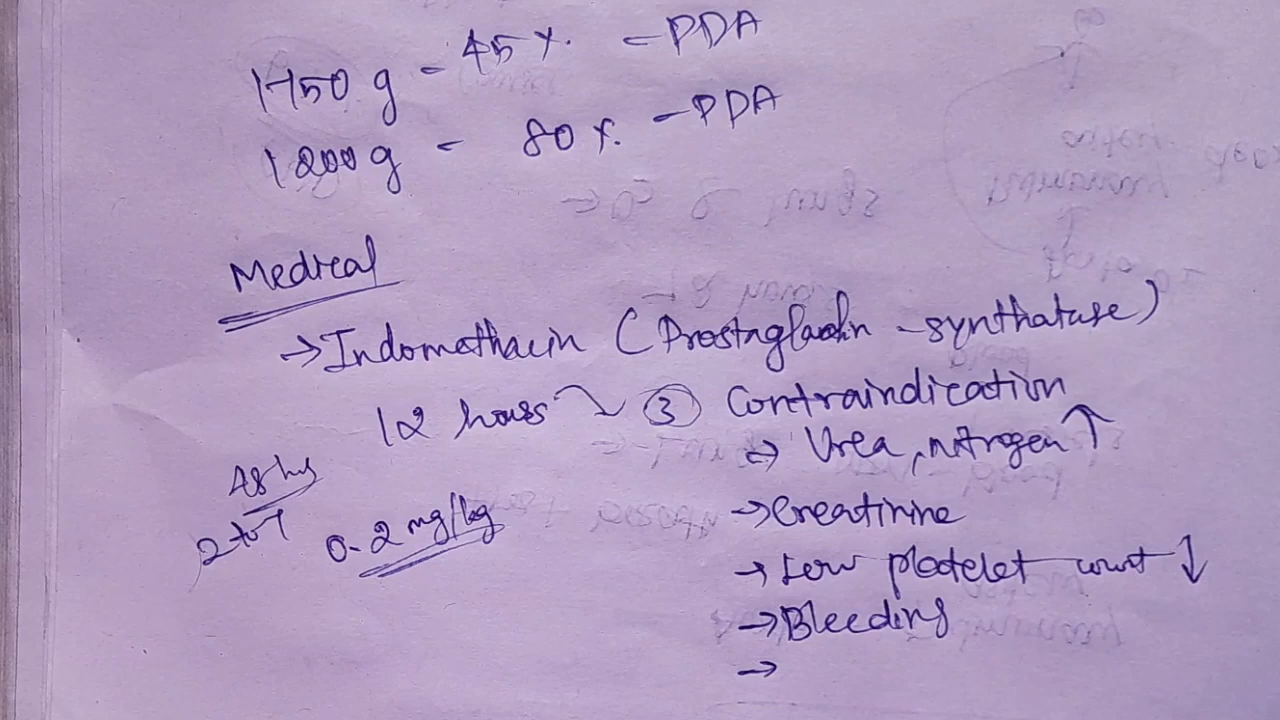 1750 g - 45 %. - PDA
1200 g - 80 %. - PDA
Medical
→ Indomethacin ( Prostaglandin - synthatase )
12 hours ③ Contraindication
⇒ Urea, nitrogen ↑
48 hrs
→ Creatinine
2 to 7 0.2 mg/kg
→ Low platelet count ↓
→ Bleeding
→